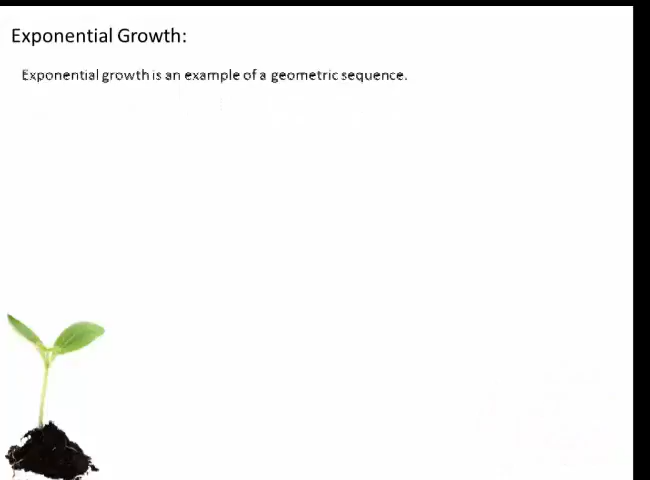 Exponential Growth:
Exponential growth is an example of a geometric sequence.